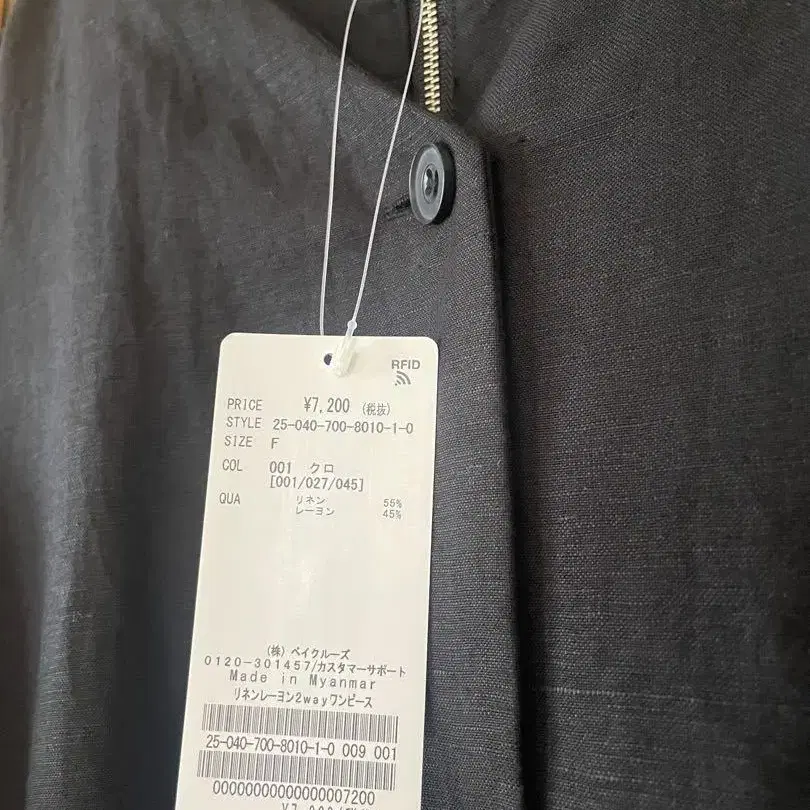 RFID
PRICE ¥7,200 (税抜)
STYLE 25-040-700-8010-1-0
SIZE F
COL 001 クロ
[001/027/045]
QUA リネン 55%
レーヨン 45%
(株) ベイクルーズ
0120-301457/カスタマーサポート
Made in Myanmar
リネンレーヨン2wayワンピース
25-040-700-8010-1-0 009 001
00000000000000007200